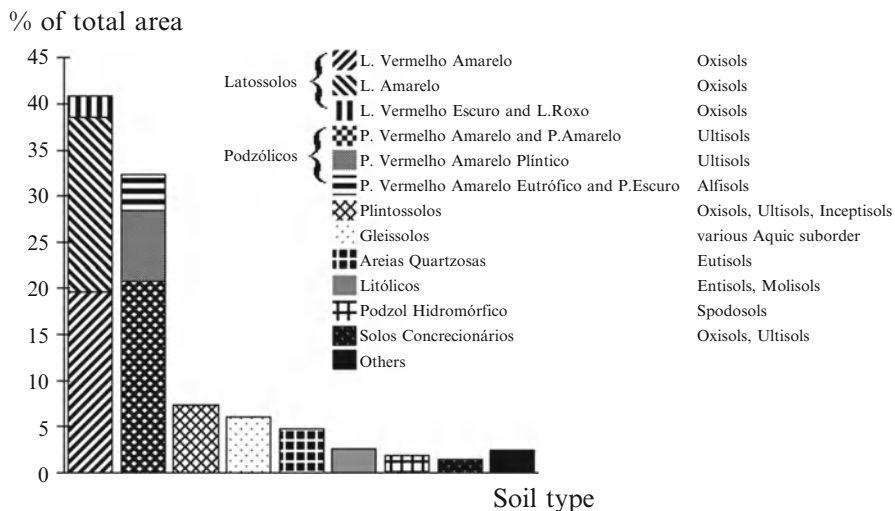 % of total area
45
40
35
30
25
20
15
10
5
0
Latossolos
L. Vermelho Amarelo Oxisols
L. Amarelo Oxisols
L. Vermelho Escuro and L.Roxo Oxisols
Podzólicos
P. Vermelho Amarelo and P.Amarelo Ultisols
P. Vermelho Amarelo Plíntico Ultisols
P. Vermelho Amarelo Eutrófico and P.Escuro Alfisols
Plintossolos Oxisols, Ultisols, Inceptisols
Gleissolos various Aquic suborder
Areias Quartzosas Eutisols
Litólicos Entisols, Molisols
Podzol Hidromórfico Spodosols
Solos Concrecionários Oxisols, Ultisols
Others
Soil type